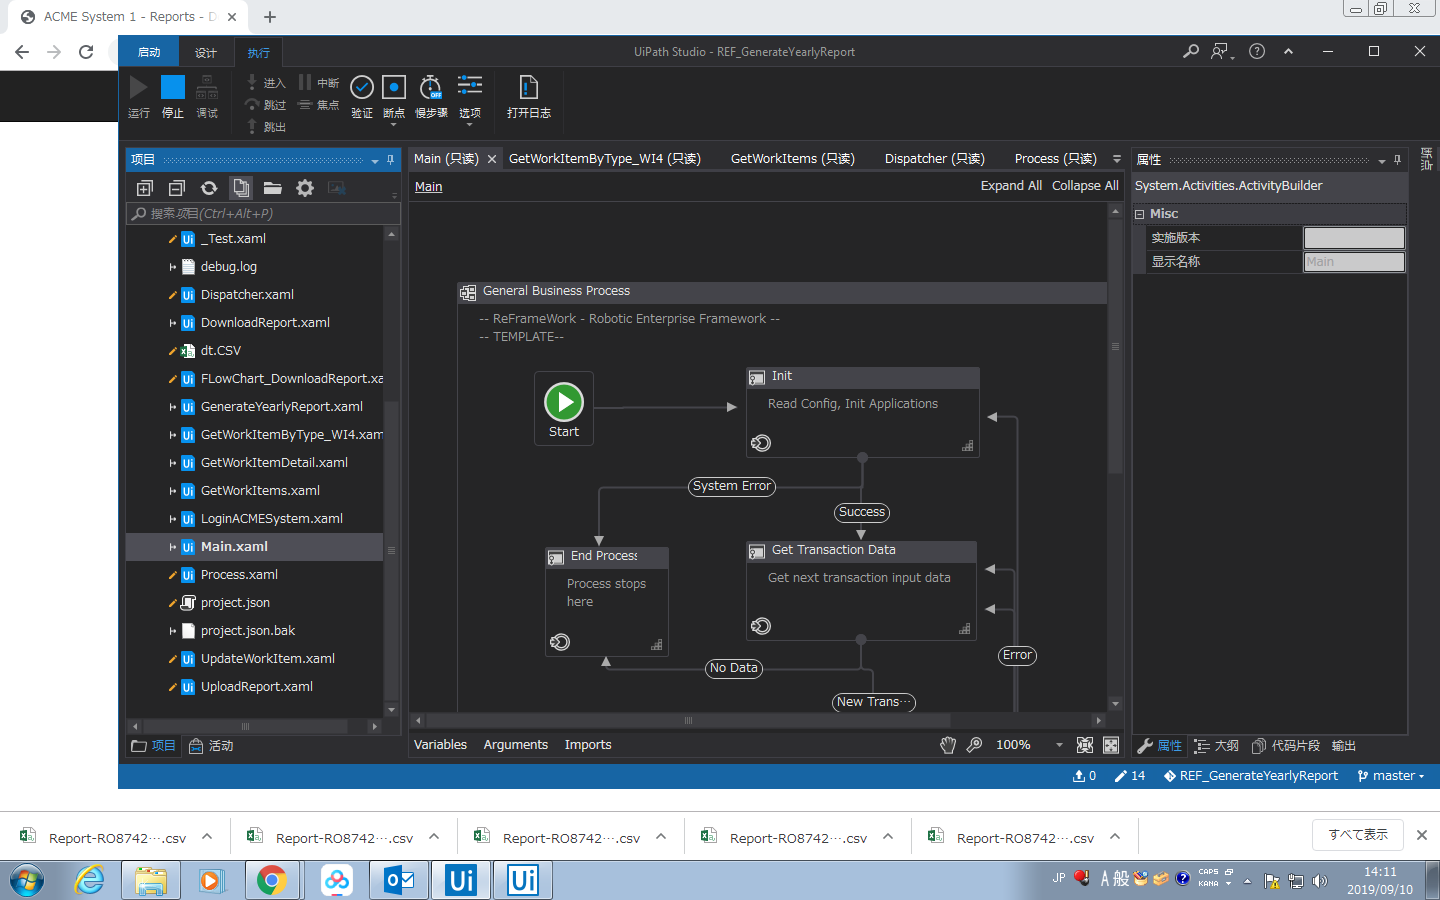 ACME System 1 - Reports - D
启动
设计
执行
UiPath Studio - REF_GenerateYearlyReport
运行
停止
调试
进入
跳过
跳出
中断
焦点
验证
断点
慢步骤
OFF
选项
打开日志
项目
搜索项目(Ctrl+Alt+P)
_Test.xaml
debug.log
Dispatcher.xaml
DownloadReport.xaml
dt.CSV
FLowChart_DownloadReport.xa
GenerateYearlyReport.xaml
GetWorkItemByType_WI4.xam
GetWorkItemDetail.xaml
GetWorkItems.xaml
LoginACMESystem.xaml
Main.xaml
Process.xaml
project.json
project.json.bak
UpdateWorkItem.xaml
UploadReport.xaml
项目
活动
Main (只读)
GetWorkItemByType_WI4 (只读)
GetWorkItems (只读)
Dispatcher (只读)
Process (只读)
Main
Expand All
Collapse All
General Business Process
-- ReFrameWork - Robotic Enterprise Framework --
-- TEMPLATE--
Start
Init
Read Config, Init Applications
System Error
Success
End Process
Process stops
here
Get Transaction Data
Get next transaction input data
No Data
Error
New Trans…
Variables
Arguments
Imports
100%
属性
System.Activities.ActivityBuilder
Misc
实施版本
显示名称
Main
断点
属性
大纲
代码片段
输出
0
14
REF_GenerateYearlyReport
master
Report-RO8742….csv
Report-RO8742….csv
Report-RO8742….csv
Report-RO8742….csv
Report-RO8742….csv
すべて表示
JP
A 般
CAPS
KANA
14:11
2019/09/10